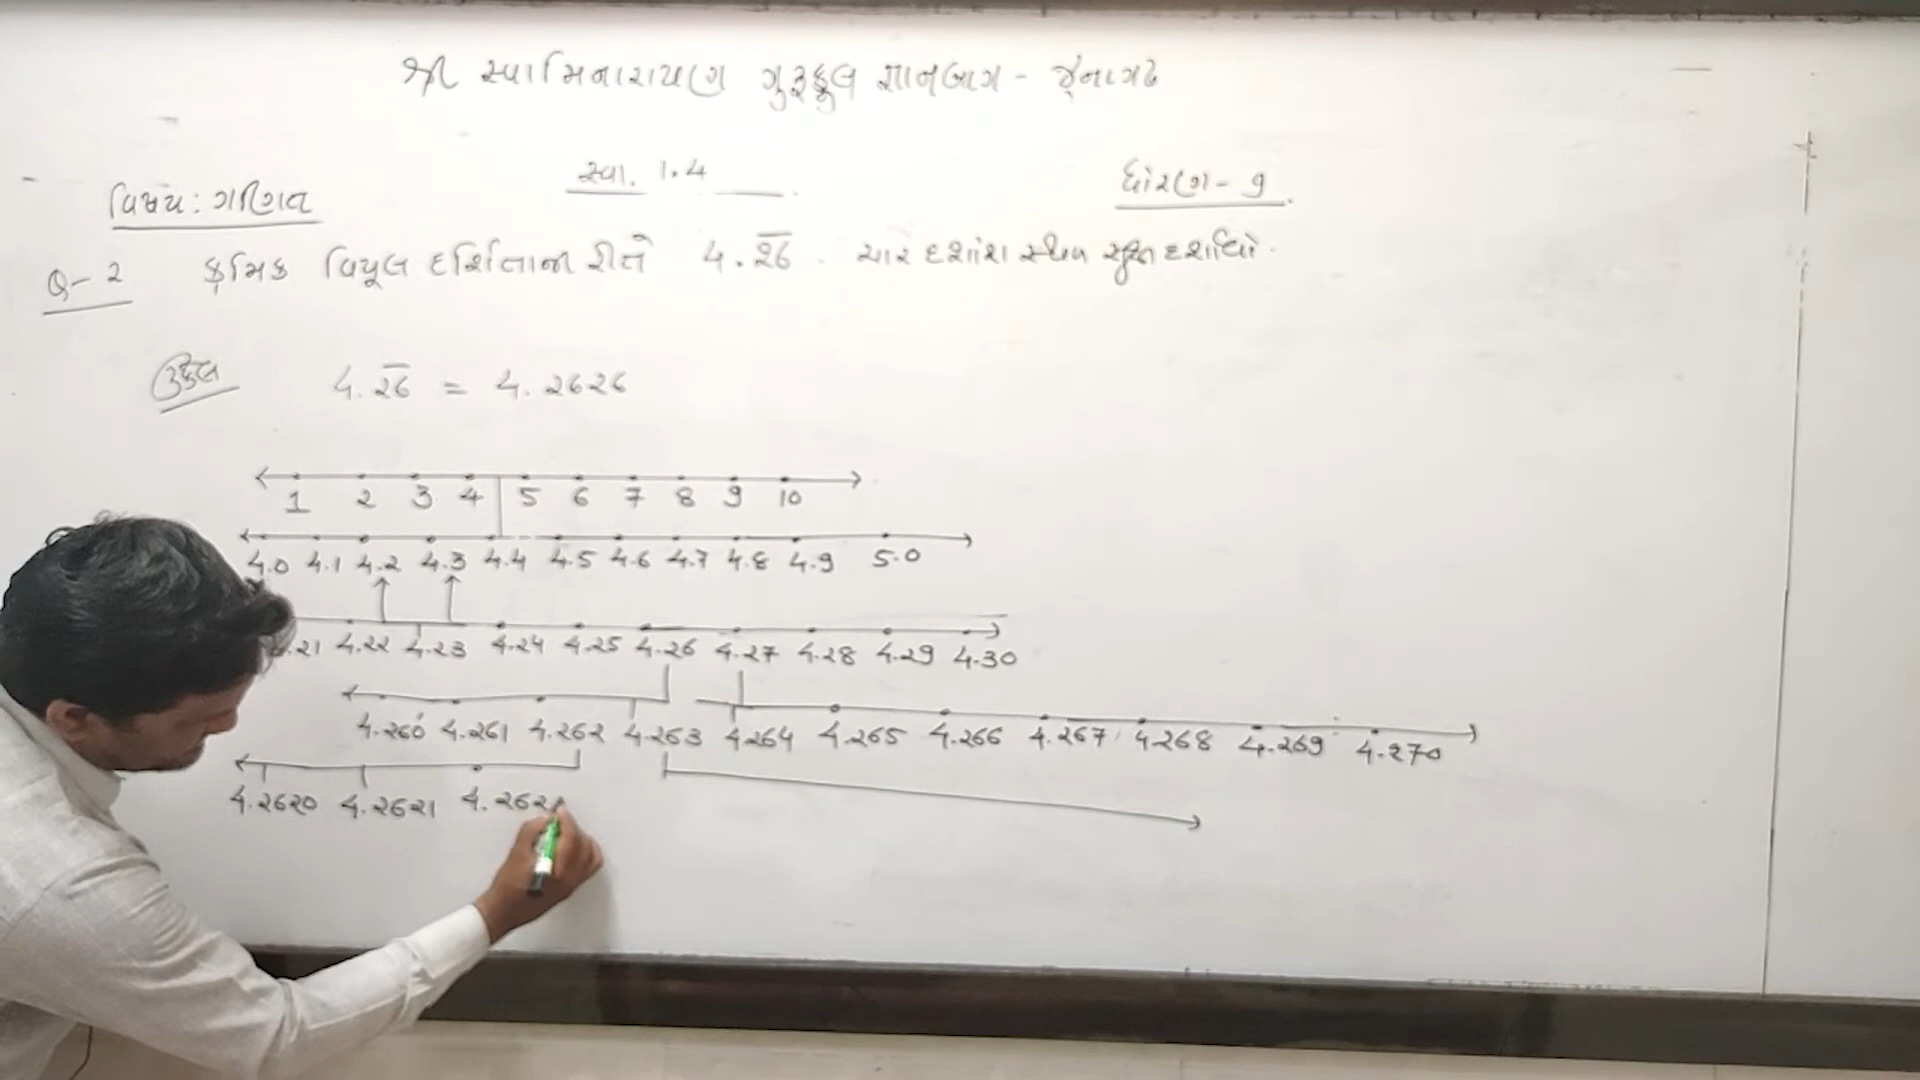 શ્રી સ્વામિનારાયણ ગુરૂકુલ જ્ઞાનબાગ - જૂનાગઢ
સ્વા. 1.4
ધોરણ - 9
વિષય : ગણિત
Q-2 ક્રમિક વિપૂલ દર્શિતાની રીતે 4.2̅6̅ ચાર દશાંશ સ્થળ સુધી દર્શાવો.
ઉકેલ 4.2̅6̅ = 4.2626
1 2 3 4 5 6 7 8 9 10
4.0 4.1 4.2 4.3 4.4 4.5 4.6 4.7 4.8 4.9 5.0
.21 4.22 4.23 4.24 4.25 4.26 4.27 4.28 4.29 4.30
4.260 4.261 4.262 4.263 4.264 4.265 4.266 4.267 4.268 4.269 4.270
4.2620 4.2621 4.262